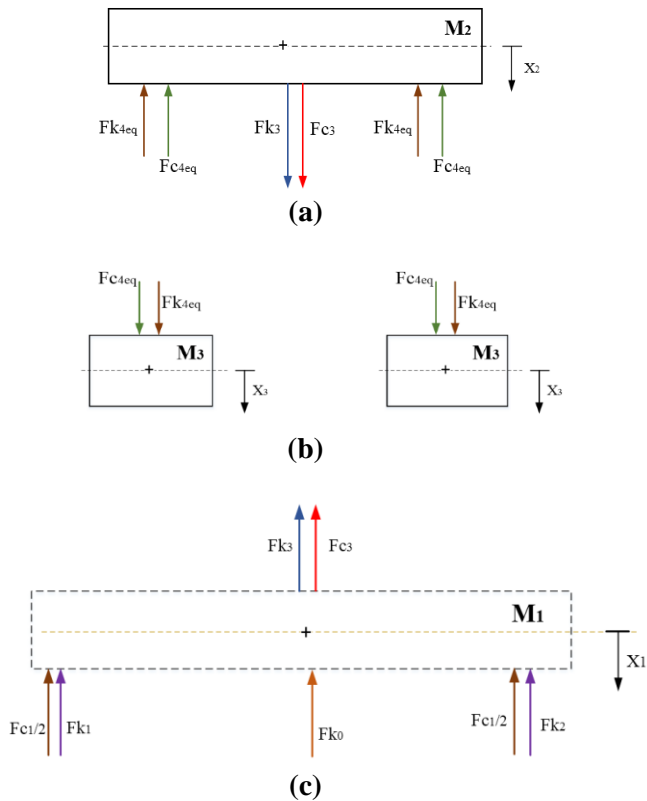 M₂
X₂
Fk₄eq Fc₄eq Fk₃ Fc₃ Fk₄eq Fc₄eq
(a)
Fc₄eq Fk₄eq Fc₄eq Fk₄eq
M₃ M₃
X₃ X₃
(b)
Fk₃ Fc₃
M₁
X₁
Fc₁/₂ Fk₁ Fk₀ Fc₁/₂ Fk₂
(c)